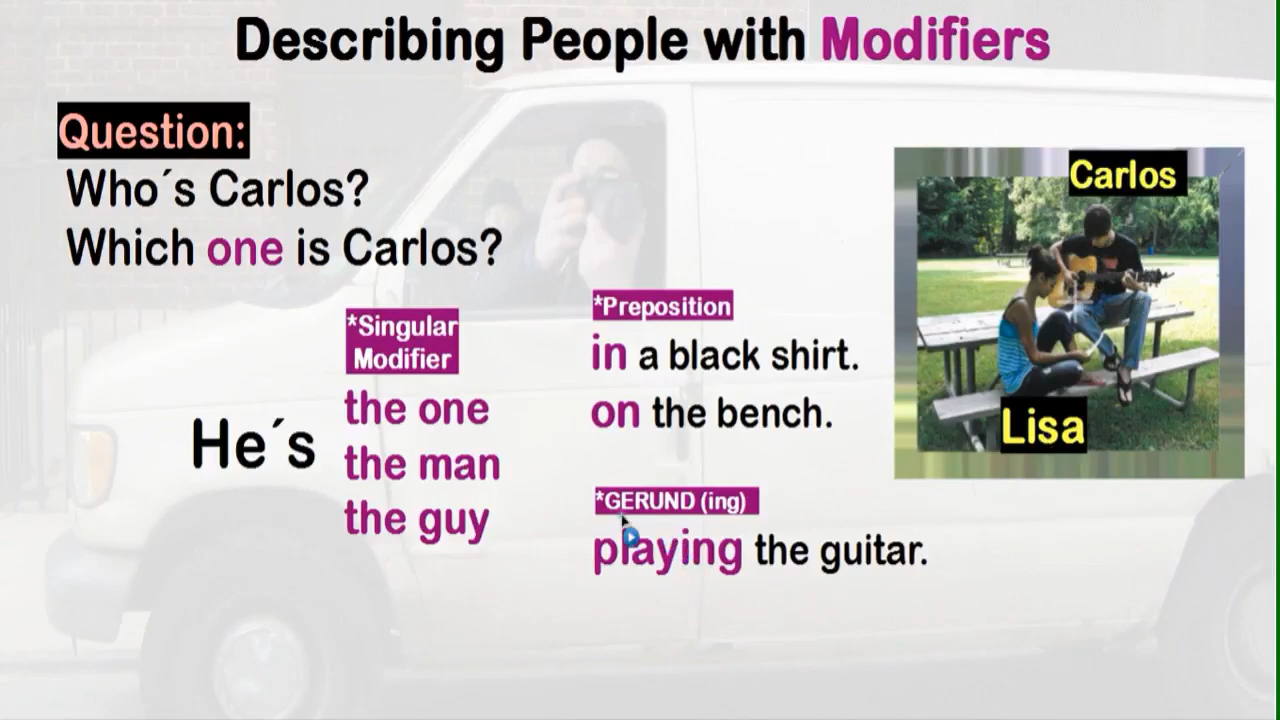 Describing People with Modifiers
Question:
Who´s Carlos?
Which one is Carlos?
Carlos
Lisa
He´s
*Singular
Modifier
the one
the man
the guy
*Preposition
in a black shirt.
on the bench.
*GERUND (ing)
playing the guitar.